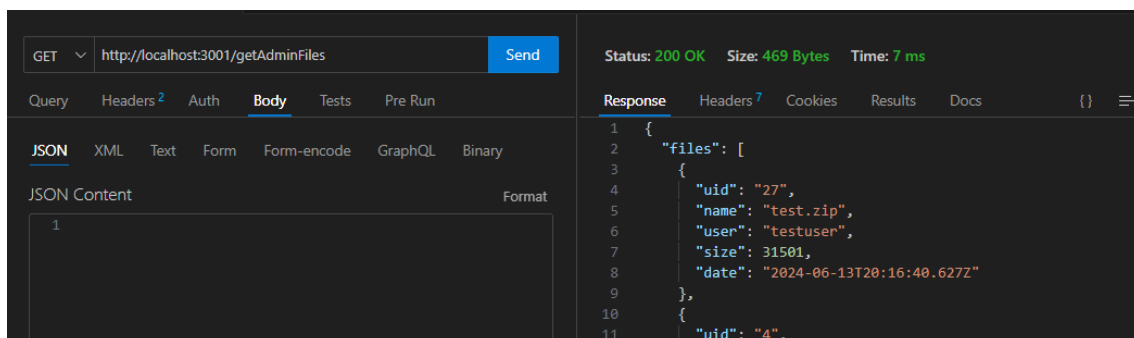 GET http://localhost:3001/getAdminFiles Send
Query Headers 2 Auth Body Tests Pre Run
JSON XML Text Form Form-encode GraphQL Binary
JSON Content Format
1
Status: 200 OK Size: 469 Bytes Time: 7 ms
Response Headers 7 Cookies Results Docs {}
1 {
2 "files": [
3 {
4 "uid": "27",
5 "name": "test.zip",
6 "user": "testuser",
7 "size": 31501,
8 "date": "2024-06-13T20:16:40.627Z"
9 },
10 {
11 "uid": "4",